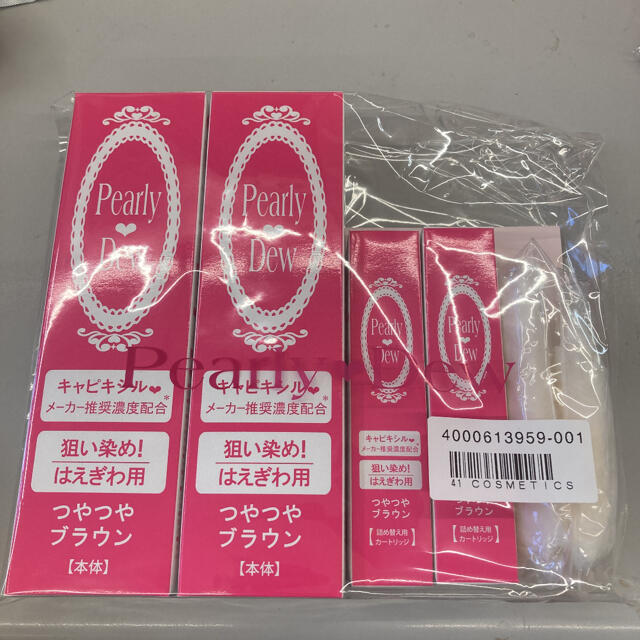 Pearly
Dew
キャピキシル❤
メーカー推奨濃度配合*
狙い染め!
はえぎわ用
つやつや
ブラウン
【本体】
Pearly
Dew
キャピキシル❤
メーカー推奨濃度配合*
狙い染め!
はえぎわ用
つやつや
ブラウン
【本体】
Pearly
Dew
キャピキシル❤
メーカー推奨濃度配合
狙い染め!
はえぎわ用
つやつや
ブラウン
【詰め替え用
カートリッジ】
Pearly
Dew
つやつや
ブラウン
【詰め替え用
カートリッジ】
Pearly Dew
4000613959-001
41 COSMETICS